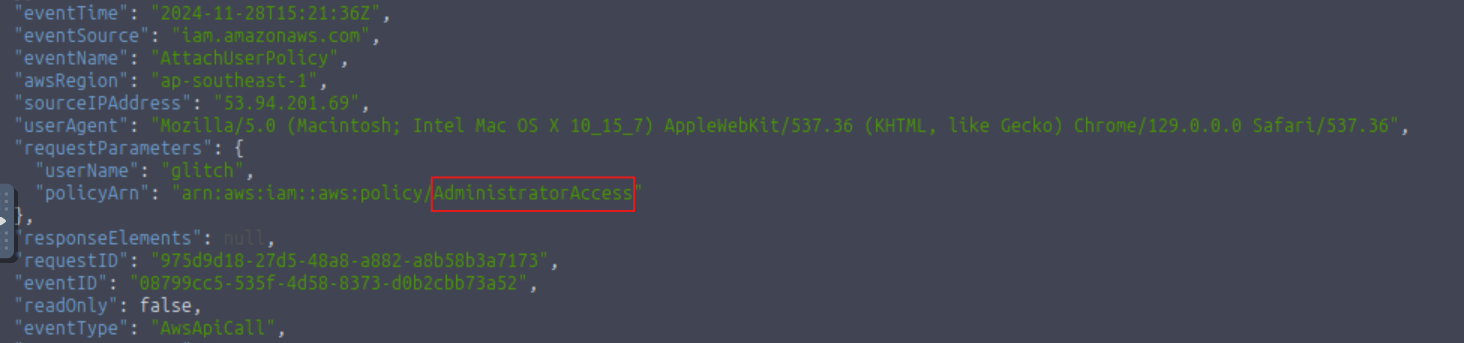 "eventTime": "2024-11-28T15:21:36Z",
"eventSource": "iam.amazonaws.com",
"eventName": "AttachUserPolicy",
"awsRegion": "ap-southeast-1",
"sourceIPAddress": "53.94.201.69",
"userAgent": "Mozilla/5.0 (Macintosh; Intel Mac OS X 10_15_7) AppleWebKit/537.36 (KHTML, like Gecko) Chrome/129.0.0.0 Safari/537.36",
"requestParameters": {
"userName": "glitch",
"policyArn": "arn:aws:iam::aws:policy/AdministratorAccess"
},
"responseElements": null,
"requestID": "975d9d18-27d5-48a8-a882-a8b58b3a7173",
"eventID": "08799cc5-535f-4d58-8373-d0b2cbb73a52",
"readOnly": false,
"eventType": "AwsApiCall",